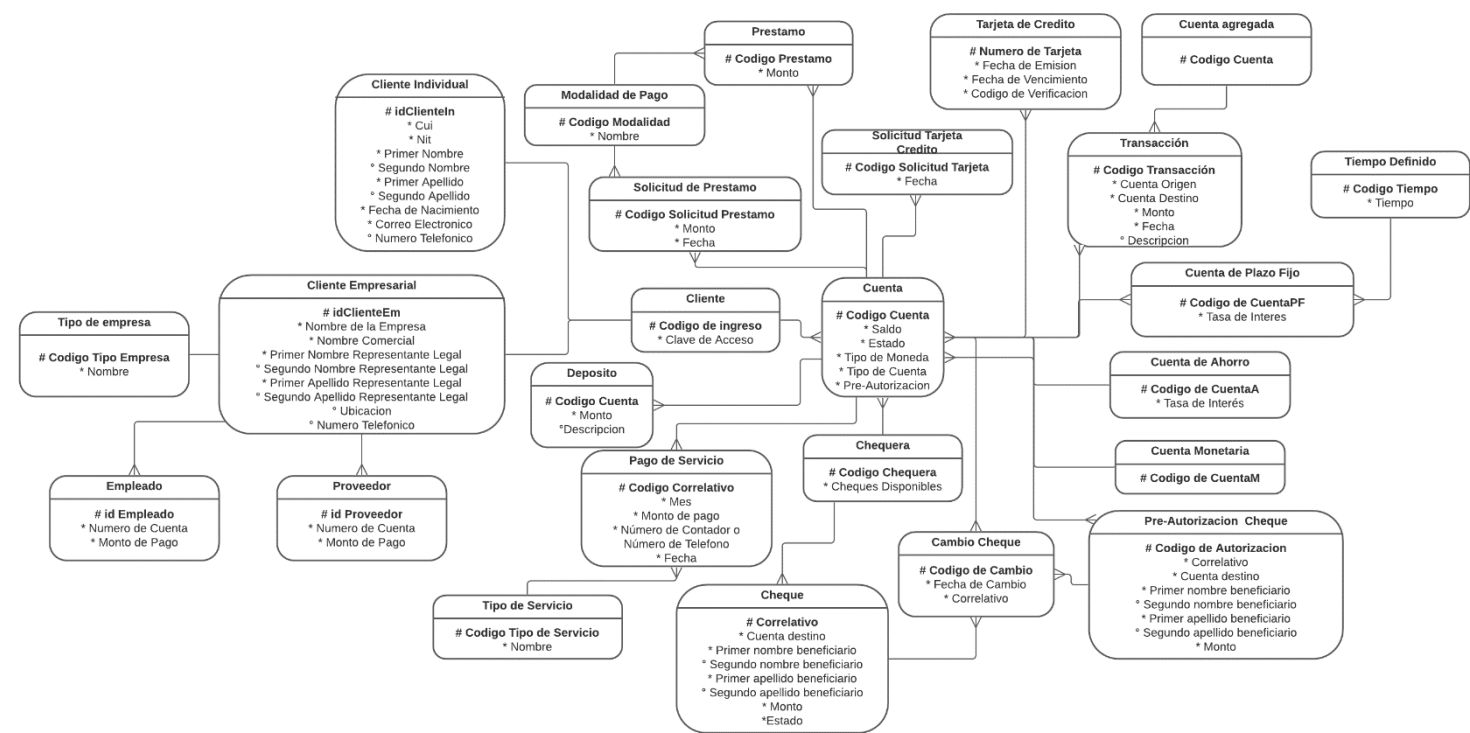 Prestamo
# Codigo Prestamo
* Monto
Tarjeta de Credito
# Numero de Tarjeta
* Fecha de Emision
* Fecha de Vencimiento
* Codigo de Verificacion
Cuenta agregada
# Codigo Cuenta
Cliente Individual
# idClienteIn
* Cui
* Nit
* Primer Nombre
° Segundo Nombre
* Primer Apellido
° Segundo Apellido
* Fecha de Nacimiento
* Correo Electronico
° Numero Telefonico
Modalidad de Pago
# Codigo Modalidad
* Nombre
Solicitud Tarjeta
Credito
# Codigo Solicitud Tarjeta
* Fecha
Transacción
# Codigo Transacción
* Cuenta Origen
* Cuenta Destino
* Monto
* Fecha
° Descripcion
Tiempo Definido
# Codigo Tiempo
* Tiempo
Solicitud de Prestamo
# Codigo Solicitud Prestamo
* Monto
* Fecha
Cliente Empresarial
# idClienteEm
* Nombre de la Empresa
* Nombre Comercial
* Primer Nombre Representante Legal
° Segundo Nombre Representante Legal
* Primer Apellido Representante Legal
° Segundo Apellido Representante Legal
° Ubicacion
° Numero Telefonico
Cliente
# Codigo de ingreso
* Clave de Acceso
Cuenta
# Codigo Cuenta
* Saldo
* Estado
* Tipo de Moneda
* Tipo de Cuenta
* Pre-Autorizacion
Cuenta de Plazo Fijo
# Codigo de CuentaPF
* Tasa de Interes
Tipo de empresa
# Codigo Tipo Empresa
* Nombre
Deposito
# Codigo Cuenta
* Monto
°Descripcion
Cuenta de Ahorro
# Codigo de CuentaA
* Tasa de Interés
Chequera
# Codigo Chequera
* Cheques Disponibles
Cuenta Monetaria
# Codigo de CuentaM
Empleado
# id Empleado
* Numero de Cuenta
* Monto de Pago
Proveedor
# id Proveedor
* Numero de Cuenta
* Monto de Pago
Pago de Servicio
# Codigo Correlativo
* Mes
* Monto de pago
* Número de Contador o
Número de Telefono
* Fecha
Cambio Cheque
# Codigo de Cambio
* Fecha de Cambio
* Correlativo
Pre-Autorizacion Cheque
# Codigo de Autorizacion
* Correlativo
* Cuenta destino
* Primer nombre beneficiario
° Segundo nombre beneficiario
* Primer apellido beneficiario
° Segundo apellido beneficiario
* Monto
Tipo de Servicio
# Codigo Tipo de Servicio
* Nombre
Cheque
# Correlativo
* Cuenta destino
* Primer nombre beneficiario
° Segundo nombre beneficiario
* Primer apellido beneficiario
° Segundo apellido beneficiario
* Monto
*Estado